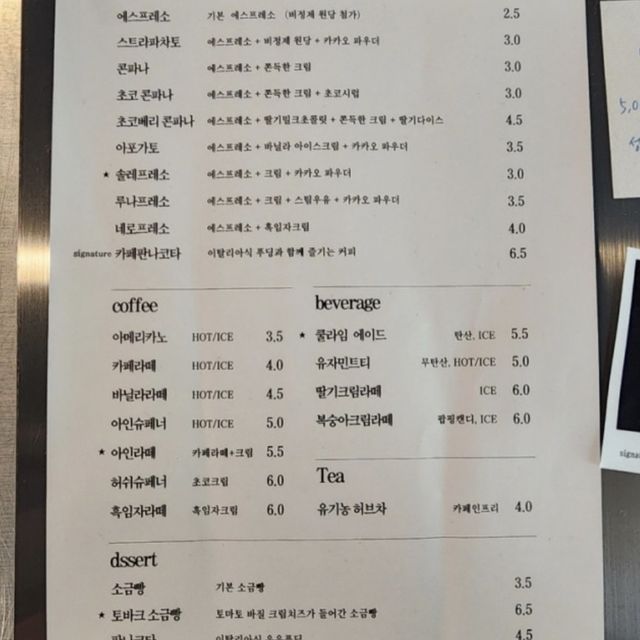 에스프레소 기본 에스프레소 (비정제 원당 첨가) 2.5
스트라파차토 에스프레소 + 비정제 원당 + 카카오 파우더 3.0
콘파나 에스프레소 + 쫀득한 크림 3.0
초코 콘파나 에스프레소 + 쫀득한 크림 + 초코시럽 3.0
초코베리 콘파나 에스프레소 + 딸기밀크초콜릿 + 쫀득한 크림 + 딸기다이스 4.5
아포가토 에스프레소 + 바닐라 아이스크림 + 카카오 파우더 3.5
★ 솔레프레소 에스프레소 + 크림 + 카카오 파우더 3.0
루나프레소 에스프레소 + 크림 + 스팀우유 + 카카오 파우더 3.5
네로프레소 에스프레소 + 흑임자크림 4.0
signature 카페판나코타 이탈리아식 푸딩과 함께 즐기는 커피 6.5
coffee
아메리카노 HOT/ICE 3.5
카페라떼 HOT/ICE 4.0
바닐라라떼 HOT/ICE 4.5
아인슈페너 HOT/ICE 5.0
★ 아인라떼 카페라떼+크림 5.5
허쉬슈페너 초코크림 6.0
흑임자라떼 흑임자크림 6.0
beverage
★ 쿨라임 에이드 탄산, ICE 5.5
유자민트티 무탄산, HOT/ICE 5.0
딸기크림라떼 ICE 6.0
복숭아크림라떼 팝핑캔디, ICE 6.0
Tea
유기농 허브차 카페인프리 4.0
dssert
소금빵 기본 소금빵 3.5
★ 토바크 소금빵 토마토 바질 크림치즈가 들어간 소금빵 6.5
판나코타 이탈리아식 우유푸딩 4.5
5,0